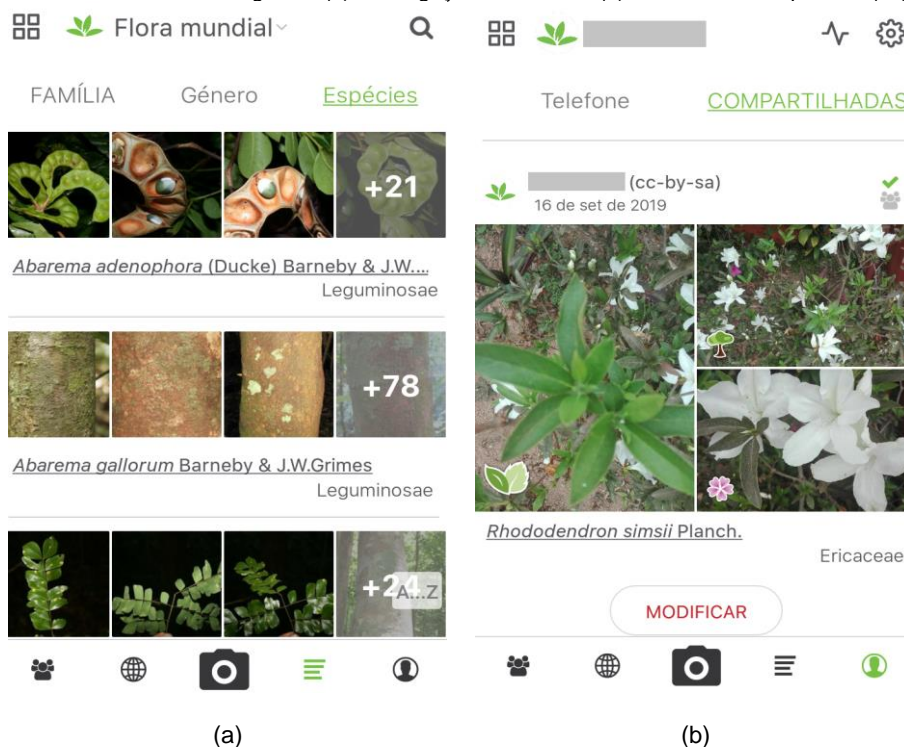 Flora mundial
FAMÍLIA Género Espécies
+21
Abarema adenophora (Ducke) Barneby & J.W....
Leguminosae
+78
Abarema gallorum Barneby & J.W.Grimes
Leguminosae
+24
A...Z
(a)
Telefone COMPARTILHADAS
(cc-by-sa)
16 de set de 2019
Rhododendron simsii Planch.
Ericaceae
MODIFICAR
(b)